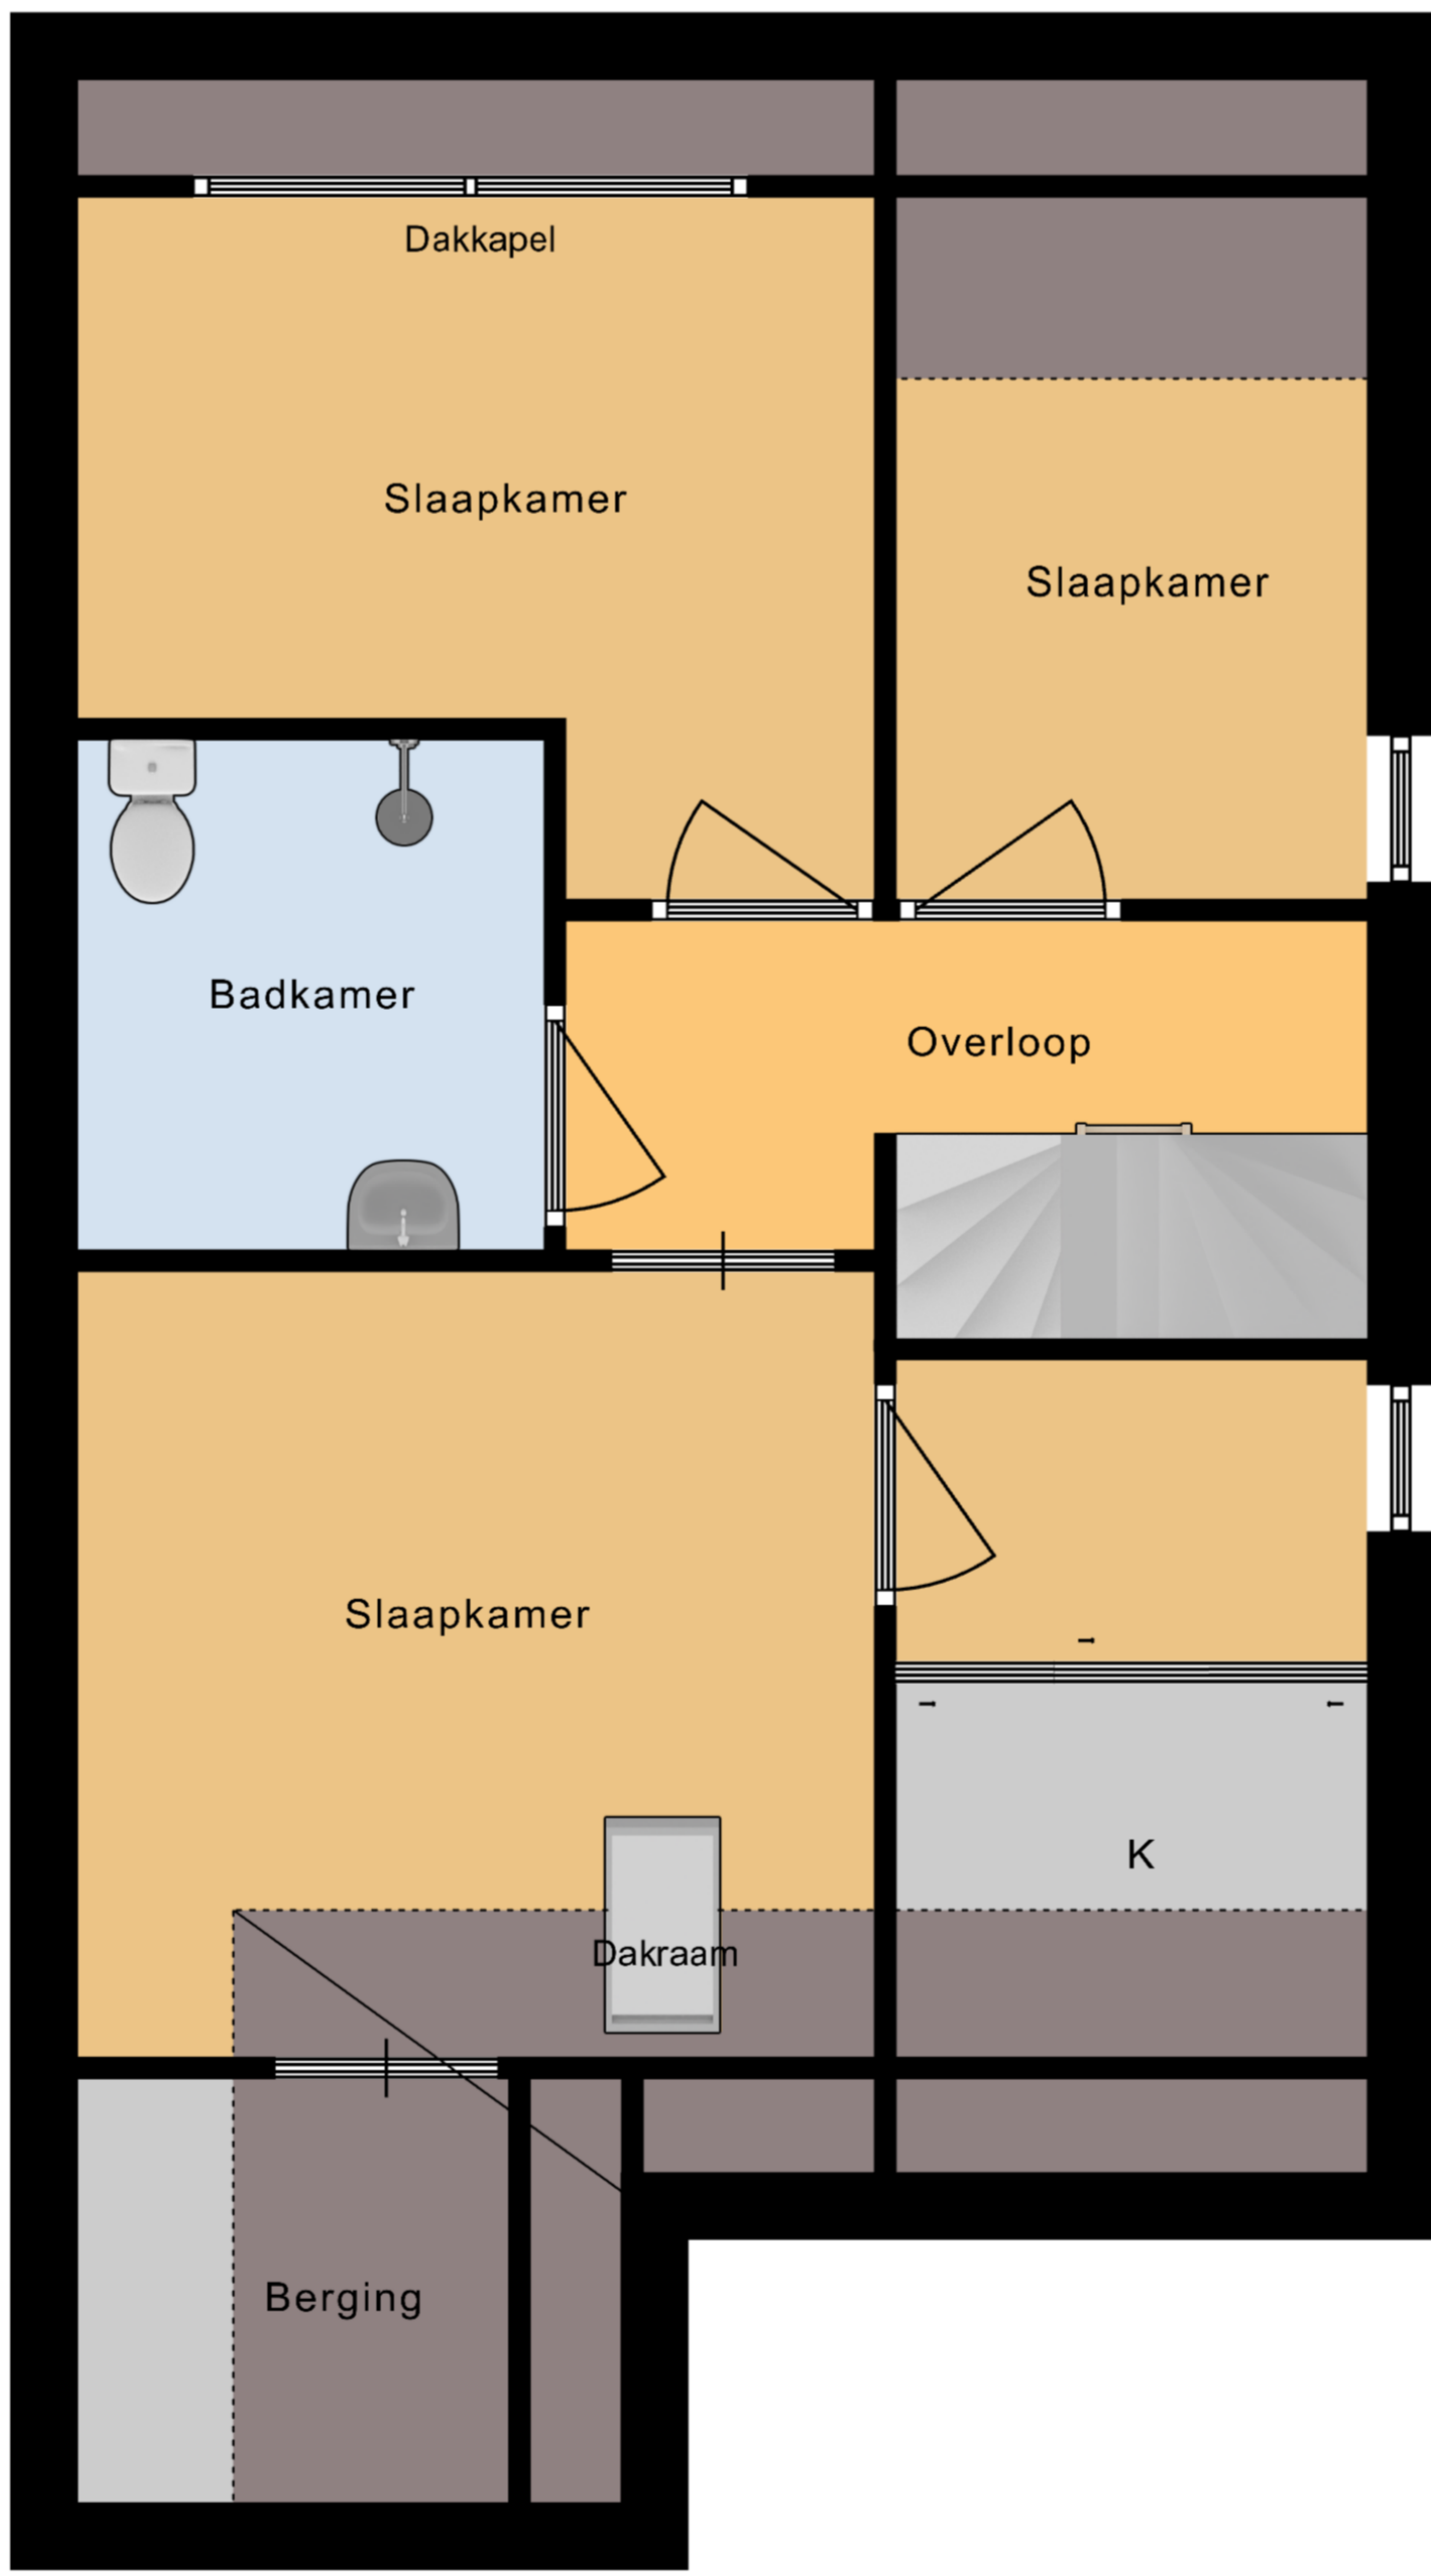 Dakkapel
Slaapkamer
Slaapkamer
Badkamer
Overloop
Slaapkamer
K
Dakraam
Berging